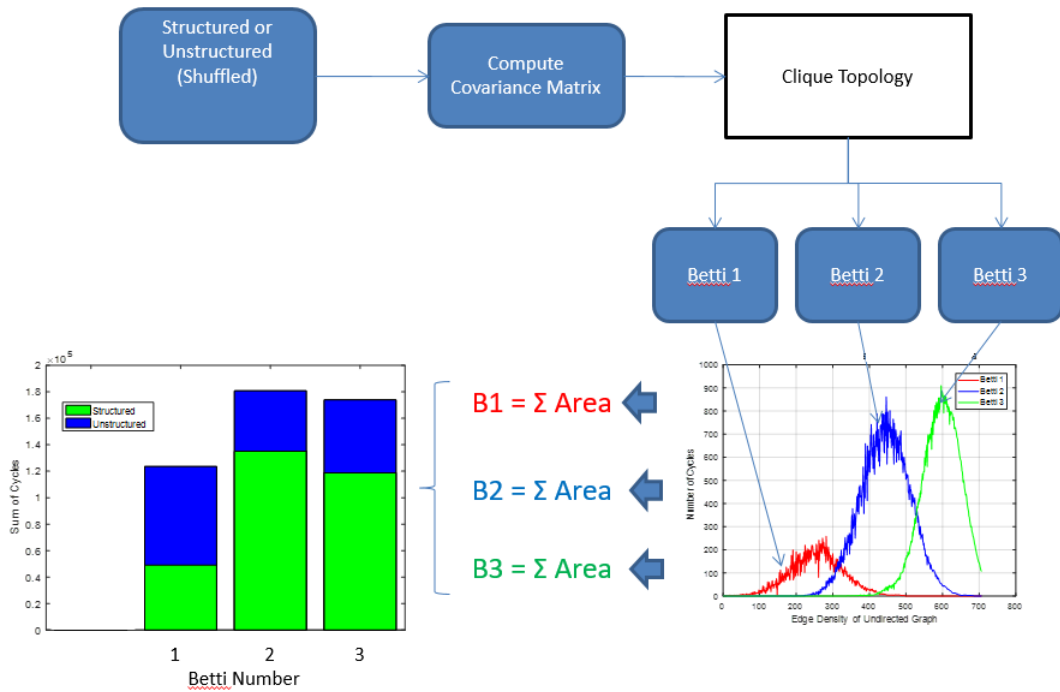 Structured or
Unstructured
(Shuffled)
Compute
Covariance Matrix
Clique Topology
Betti 1
Betti 2
Betti 3
×10^5
2
1.8
1.6
1.4
1.2
1
0.8
0.6
0.4
0.2
0
Sum of Cycles
Structured
Unstructured
1 2 3
Betti Number
B1 = Σ Area
B2 = Σ Area
B3 = Σ Area
1000
900
800
700
600
500
400
300
200
100
0
Number of Cycles
Betti 1
Betti 2
Betti 3
0 100 200 300 400 500 600 700 800
Edge Density of Undirected Graph